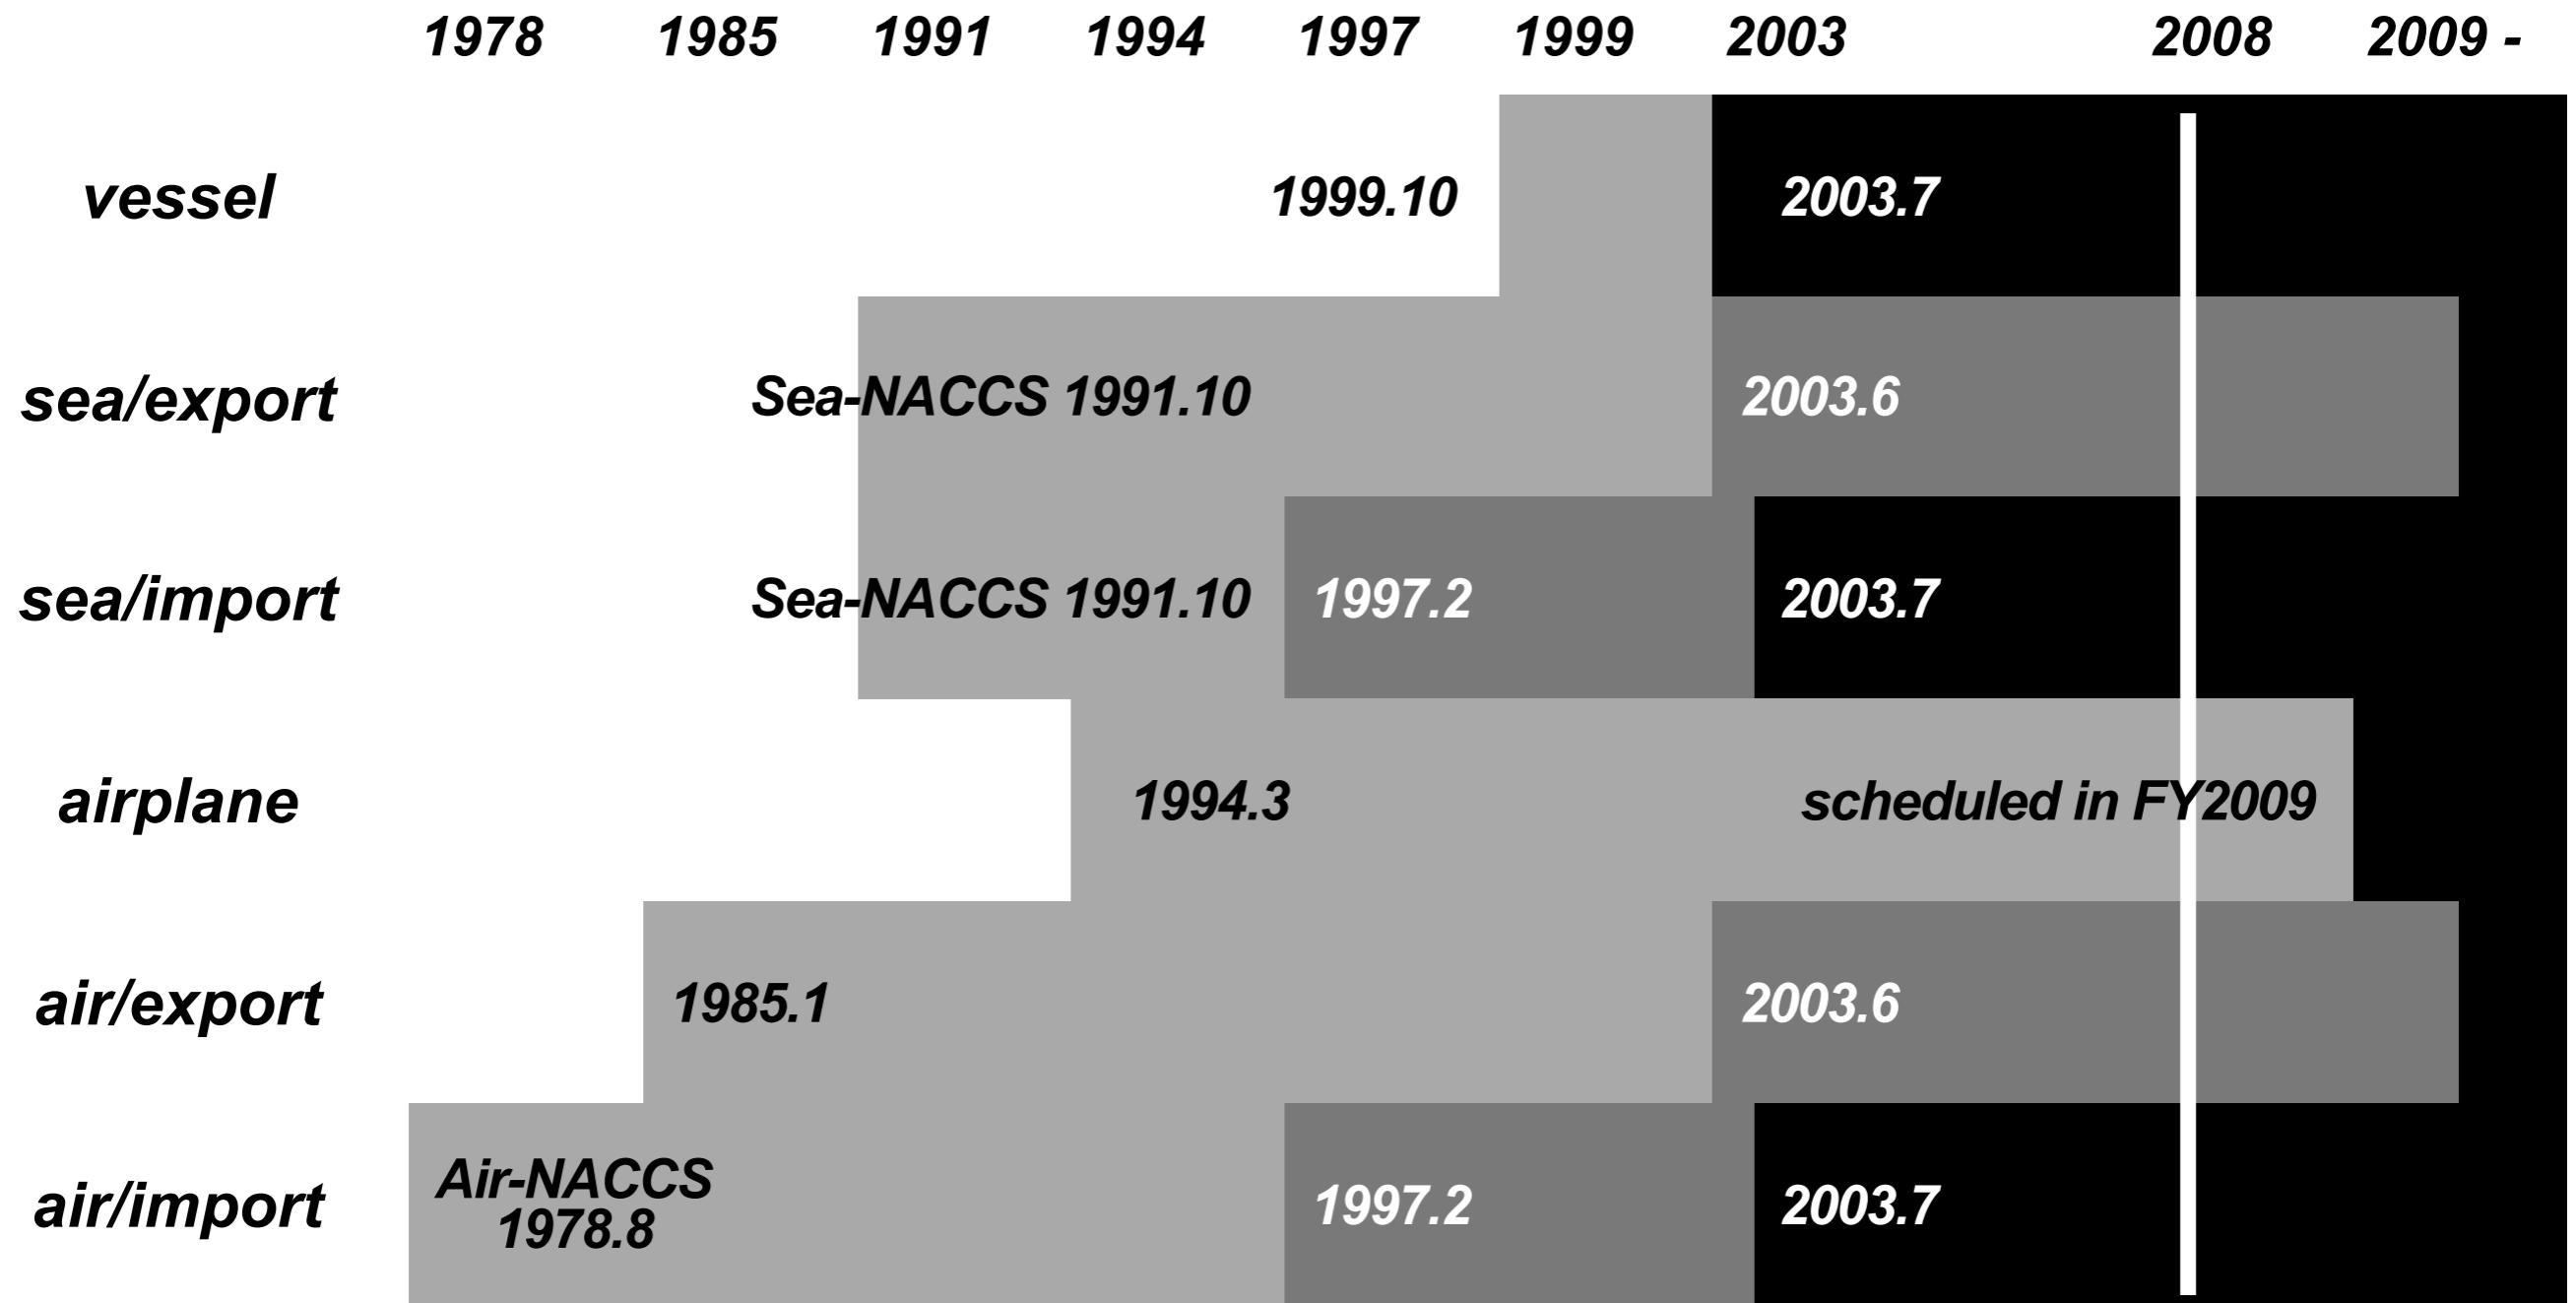 1978 1985 1991 1994 1997 1999 2003 2008 2009 -
vessel 1999.10 2003.7
sea/export Sea-NACCS 1991.10 2003.6
sea/import Sea-NACCS 1991.10 1997.2 2003.7
airplane 1994.3 scheduled in FY2009
air/export 1985.1 2003.6
air/import Air-NACCS 1997.2 2003.7
1978.8